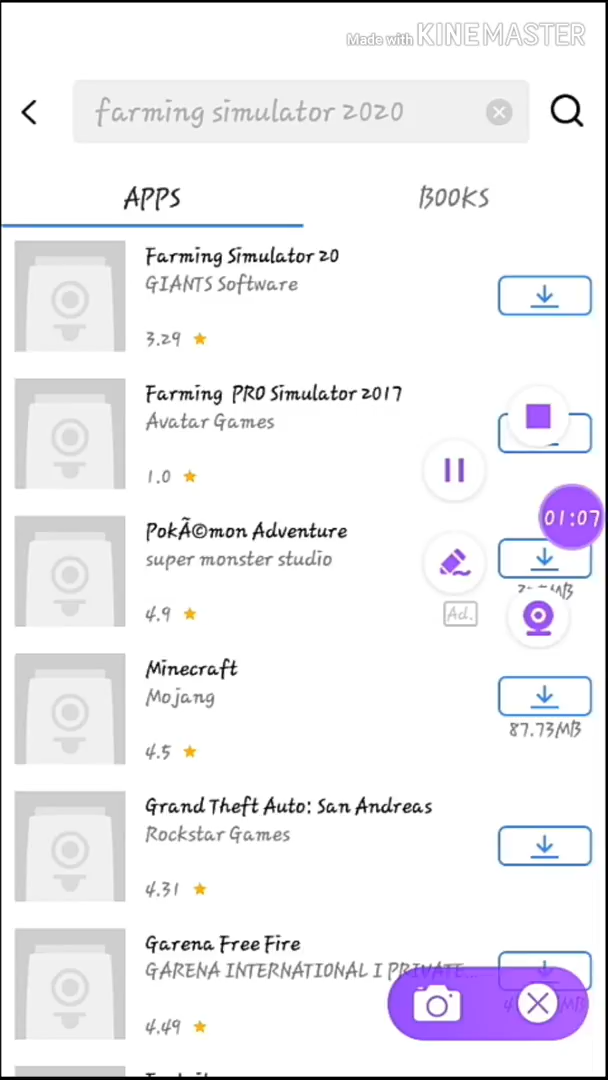 Made with KINEMASTER
farming simulator 2020
APPS
BOOKS
Farming Simulator 20
GIANTS Software
3.29
Farming PRO Simulator 2017
Avatar Games
1.0
01:07
PokÃ©mon Adventure
super monster studio
4.9
Ad.
Minecraft
Mojang
87.73MB
4.5
Grand Theft Auto: San Andreas
Rockstar Games
4.31
Garena Free Fire
GARENA INTERNATIONAL I PRIVATE...
4.49